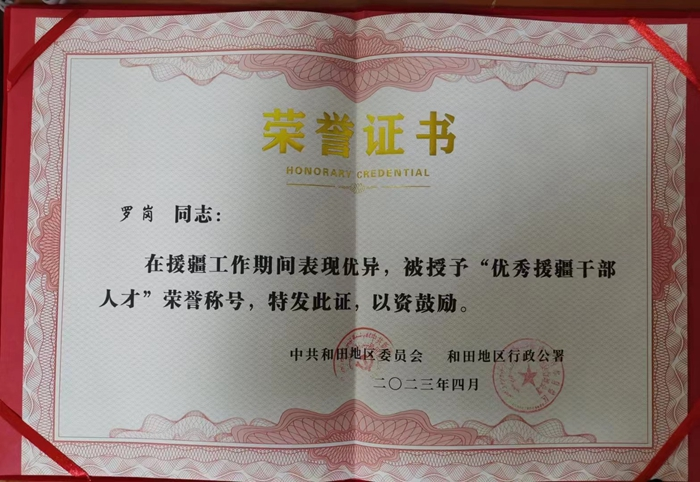 荣誉证书
HONORARY CREDENTIAL
罗岗 同志：
在援疆工作期间表现优异，被授予“优秀援疆干部
人才”荣誉称号，特发此证，以资鼓励。
中共和田地区委员会 和田地区行政公署
二〇二三年四月